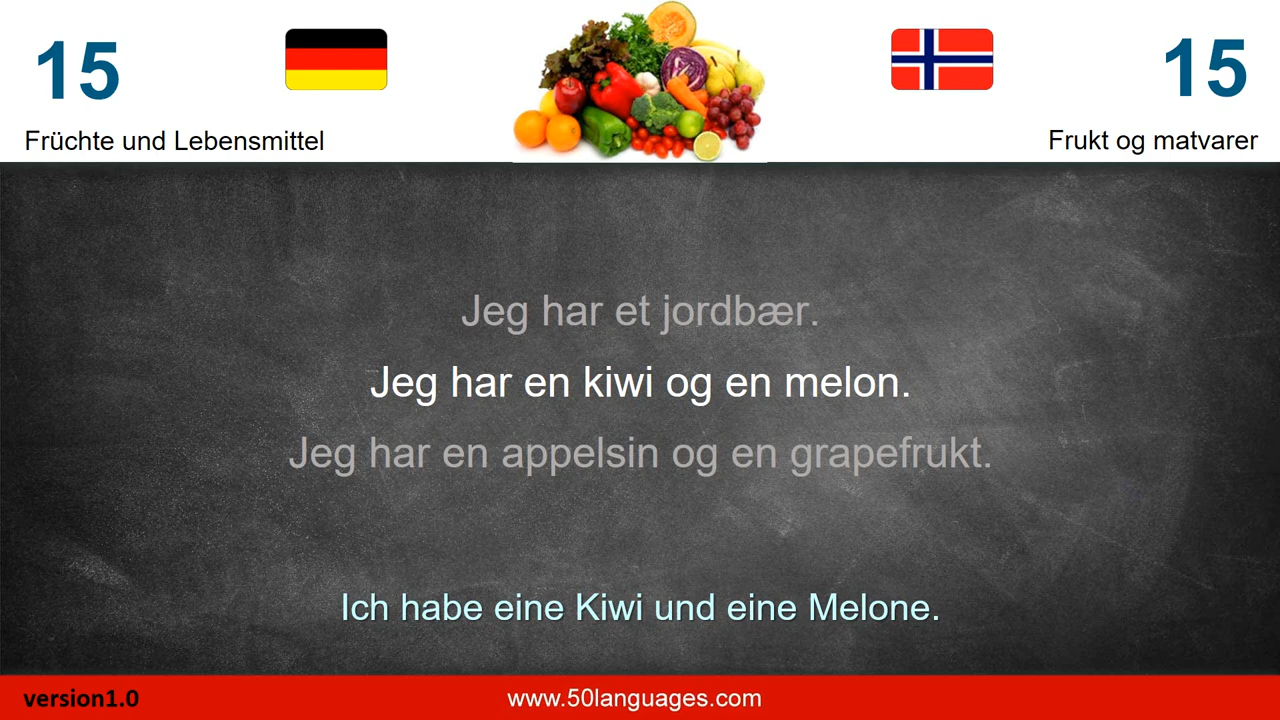 15
15
Früchte und Lebensmittel
Frukt og matvarer
Jeg har et jordbær.
Jeg har en kiwi og en melon.
Jeg har en appelsin og en grapefrukt.
Ich habe eine Kiwi und eine Melone.
version1.0
www.50languages.com